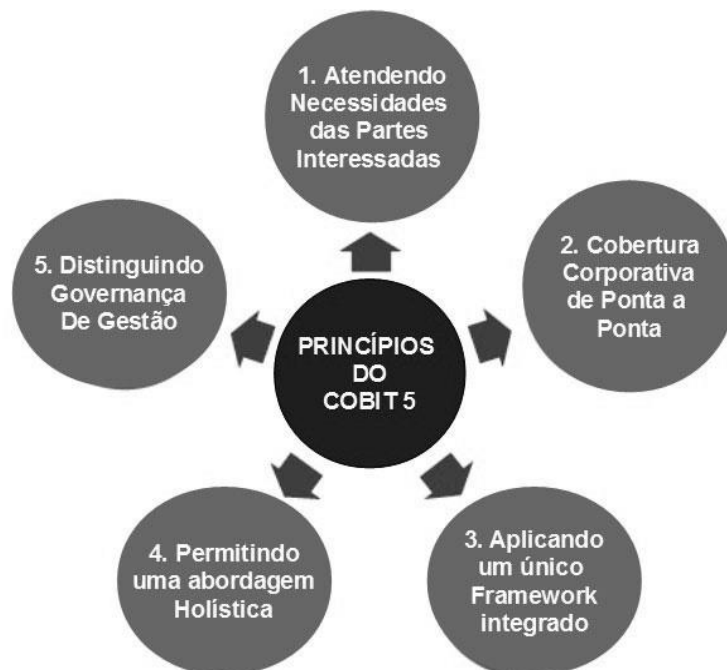 1. Atendendo
Necessidades
das Partes
Interessadas
2. Cobertura
Corporativa
de Ponta a
Ponta
3. Aplicando
um único
Framework
integrado
4. Permitindo
uma abordagem
Holística
5. Distinguindo
Governança
De Gestão
PRINCÍPIOS
DO
COBIT 5